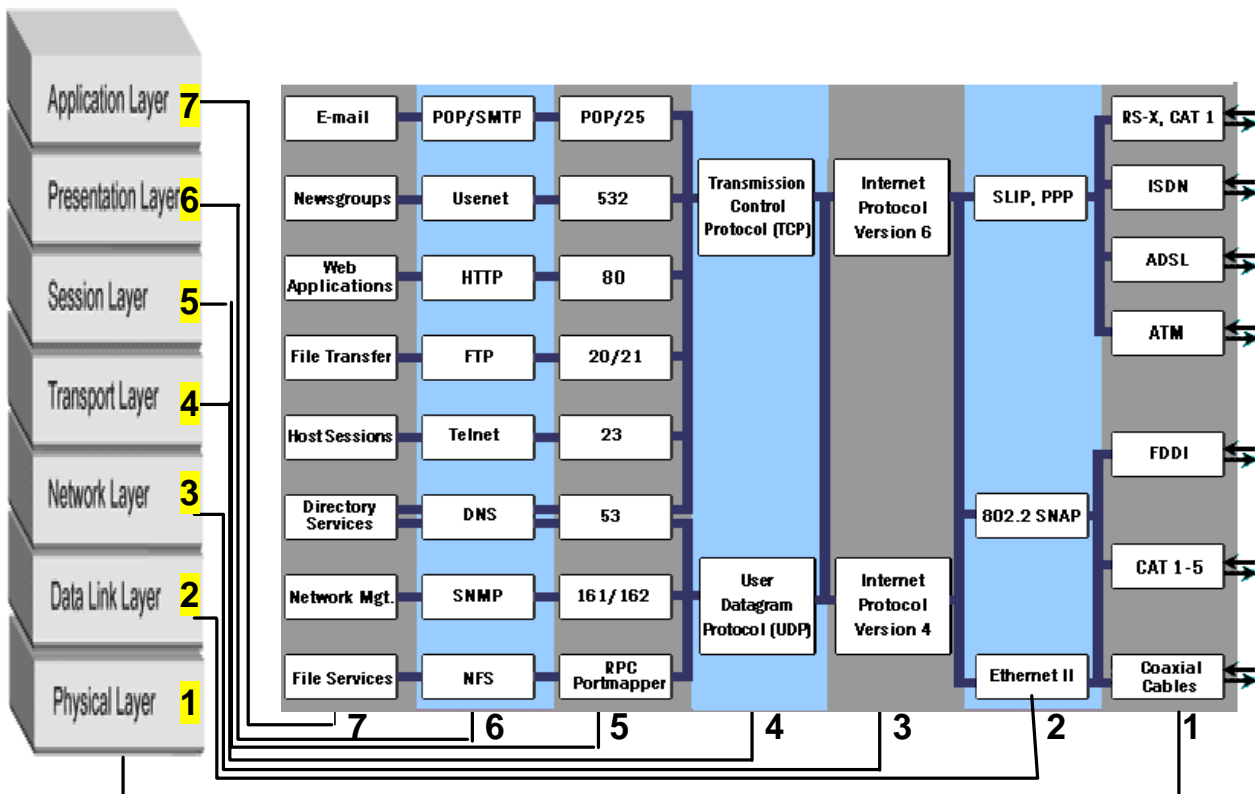 Application Layer 7
Presentation Layer 6
Session Layer 5
Transport Layer 4
Network Layer 3
Data Link Layer 2
Physical Layer 1
E-mail
POP/SMTP
POP/25
Newsgroups
Usenet
532
Web
Applications
HTTP
80
File Transfer
FTP
20/21
Host Sessions
Telnet
23
Directory
Services
DNS
53
Network Mgt.
SNMP
161/162
File Services
NFS
RPC
Portmapper
Transmission
Control
Protocol (TCP)
User
Datagram
Protocol (UDP)
Internet
Protocol
Version 6
Internet
Protocol
Version 4
SLIP, PPP
802.2 SNAP
Ethernet II
RS-X, CAT 1
ISDN
ADSL
ATM
FDDI
CAT 1-5
Coaxial
Cables
7 6 5 4 3 2 1